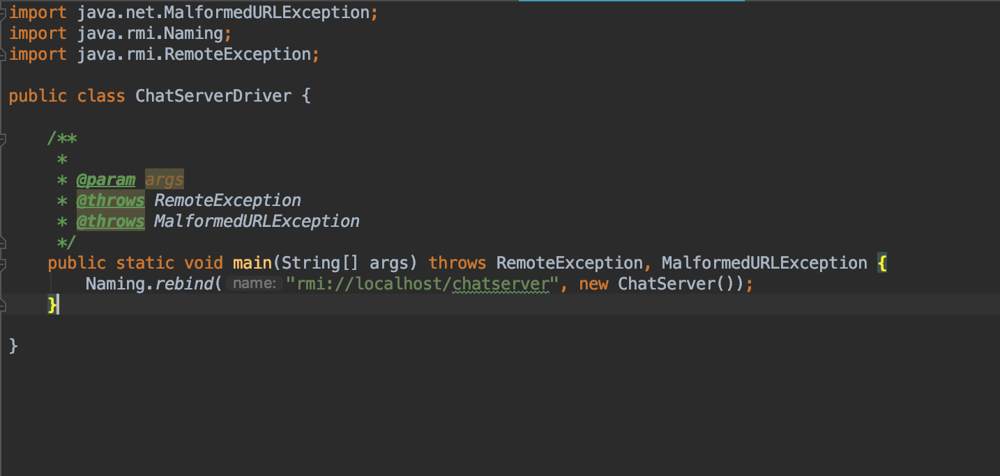 import java.net.MalformedURLException;
import java.rmi.Naming;
import java.rmi.RemoteException;
public class ChatServerDriver {
/**
*
* @param args
* @throws RemoteException
* @throws MalformedURLException
*/
public static void main(String[] args) throws RemoteException, MalformedURLException {
Naming.rebind( name: "rmi://localhost/chatserver", new ChatServer());
}
}